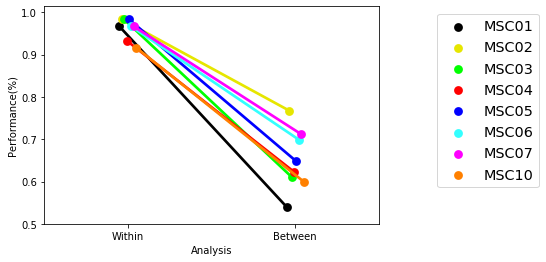 1.0
0.9
0.8
0.7
0.6
0.5
Performance(%)
Within
Between
Analysis
MSC01
MSC02
MSC03
MSC04
MSC05
MSC06
MSC07
MSC10